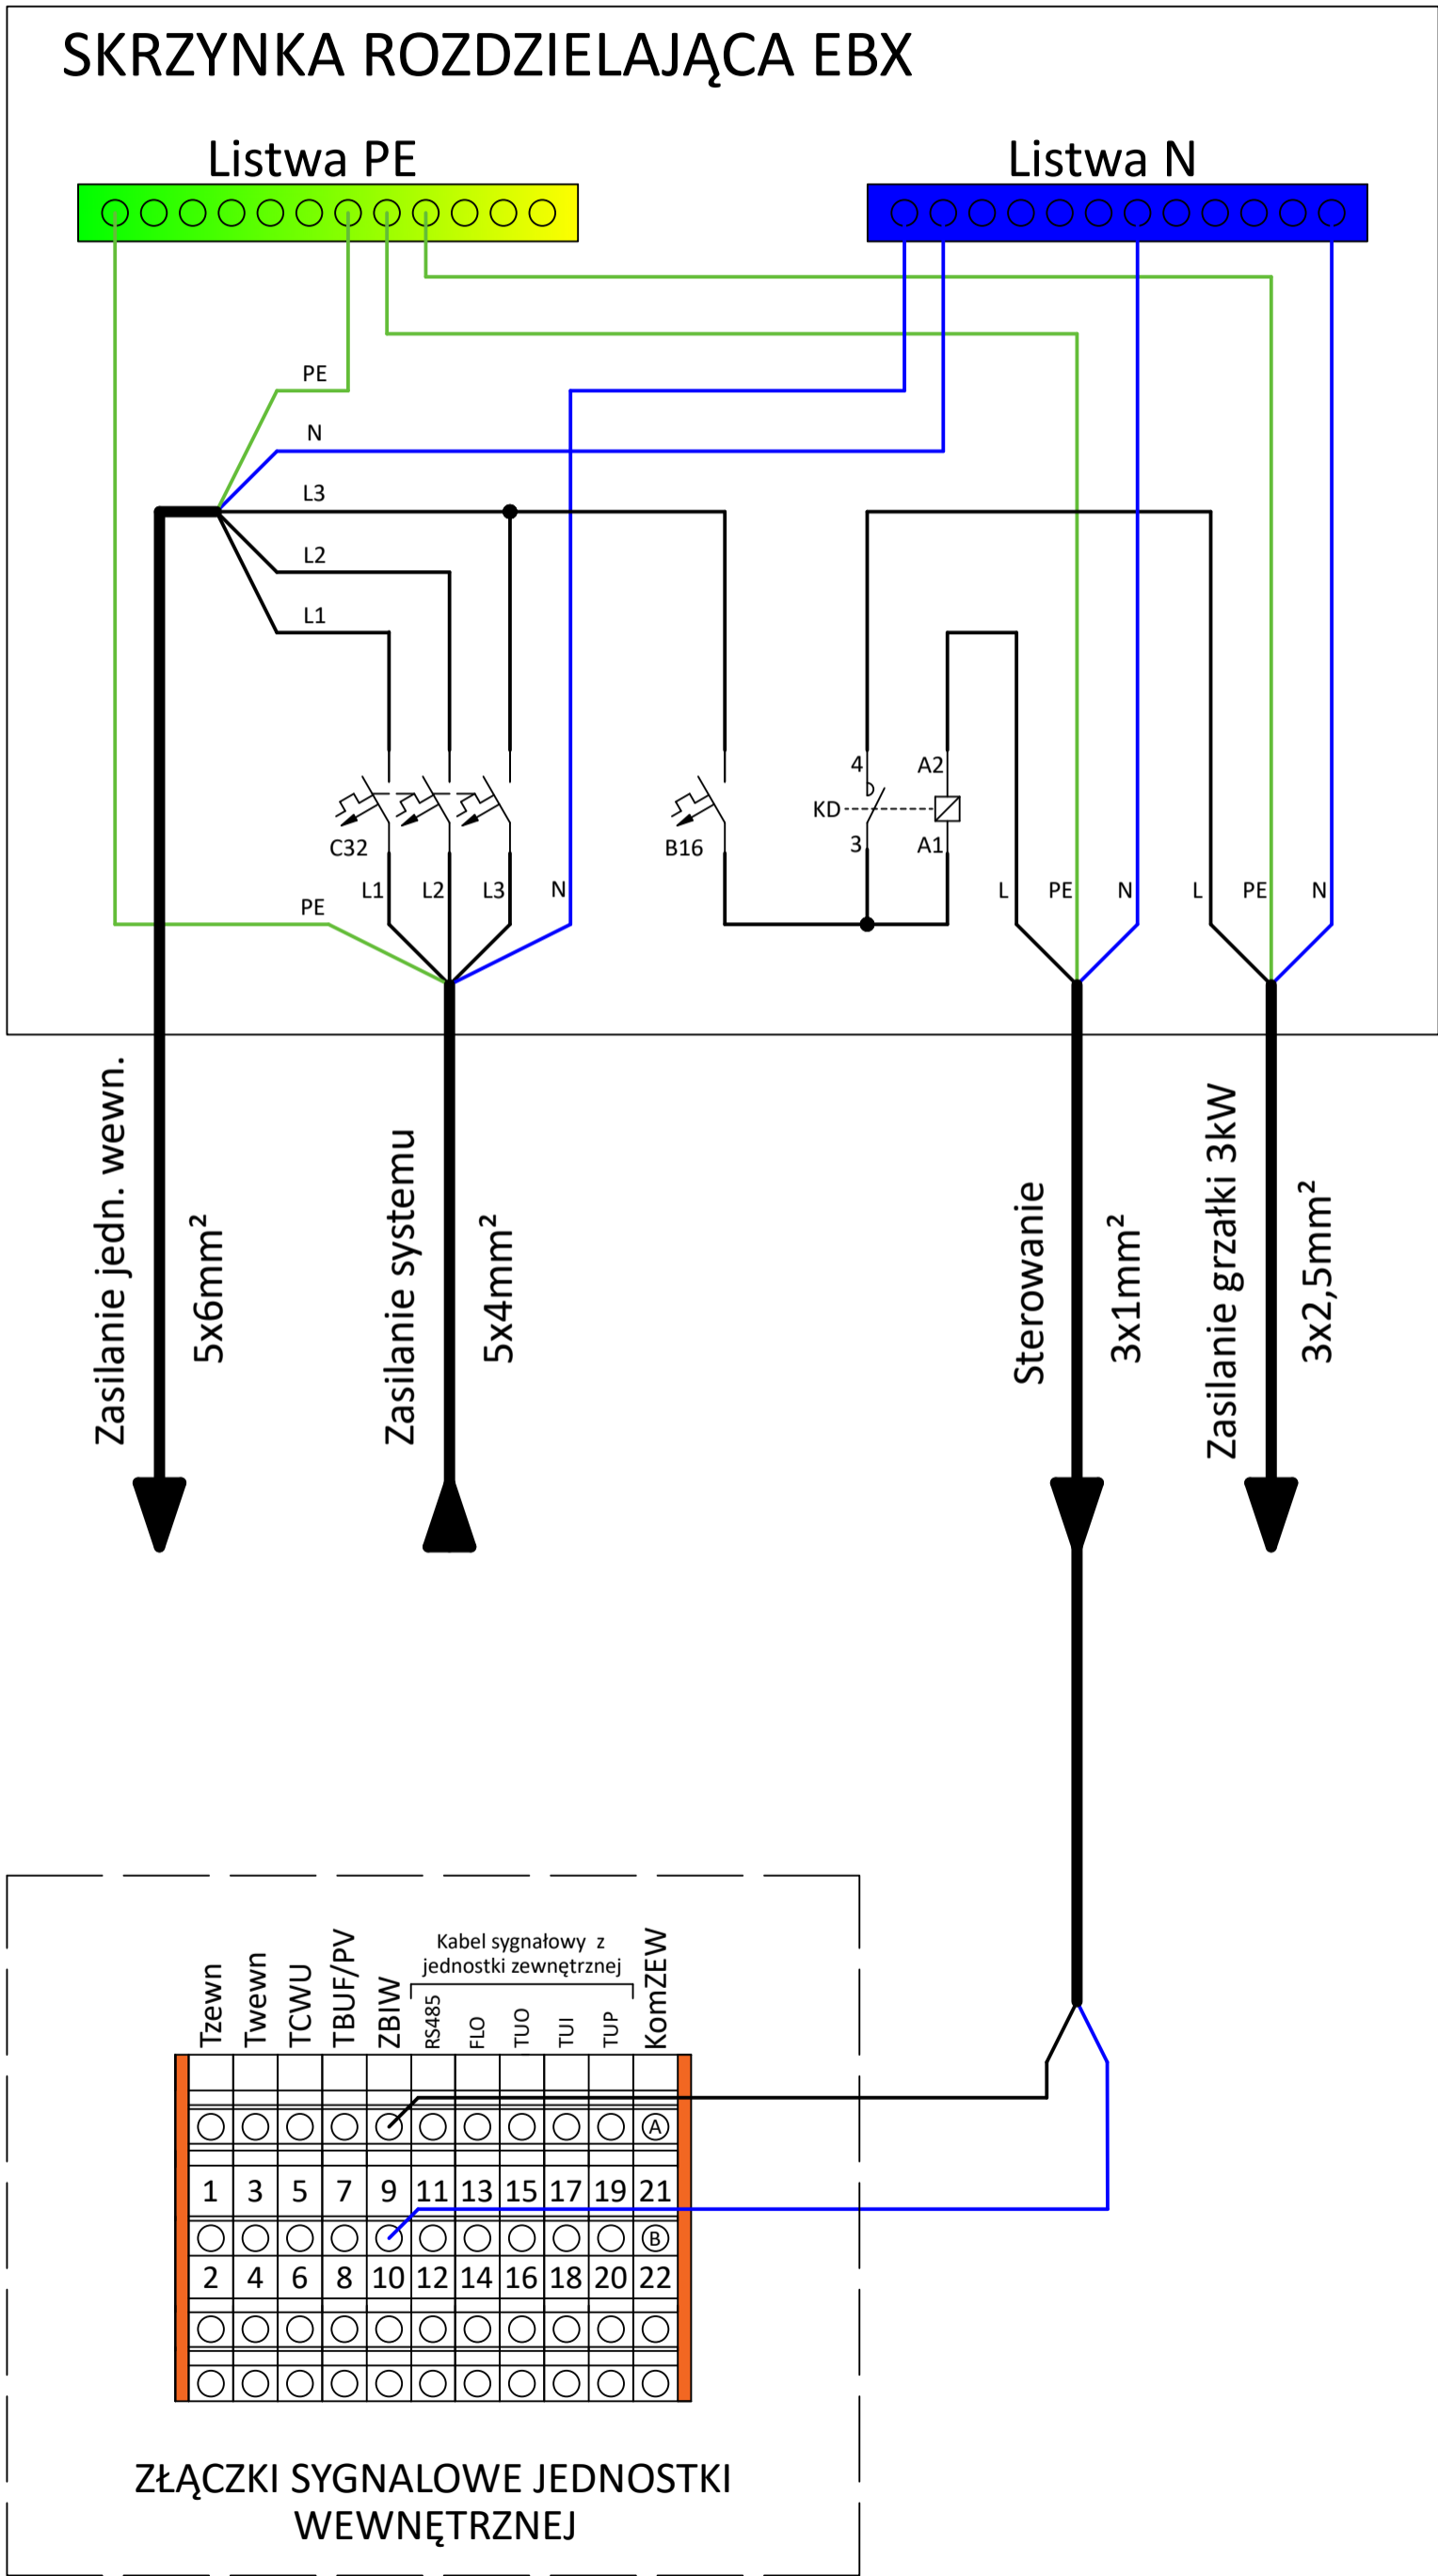 SKRZYNKA ROZDZIELAJĄCA EBX
Listwa PE
Listwa N
PE
N
L3
L2
L1
4
A2
KD
C32
B16
3
A1
L1
L2
L3
N
PE
L
PE
N
L
PE
N
Zasilanie jedn. wewn.
5x6mm²
Zasilanie systemu
5x4mm²
Sterowanie
3x1mm²
Zasilanie grzałki 3kW
3x2,5mm²
Kabel sygnałowy z
jednostki zewnętrznej
Tzewn
Twewn
TCWU
TBUF/PV
ZBIW
RS485
FLO
TUO
TUI
TUP
KomZEW
A
1 3 5 7 9 11 13 15 17 19 21
B
2 4 6 8 10 12 14 16 18 20 22
ZŁĄCZKI SYGNALOWE JEDNOSTKI
WEWNĘTRZNEJ